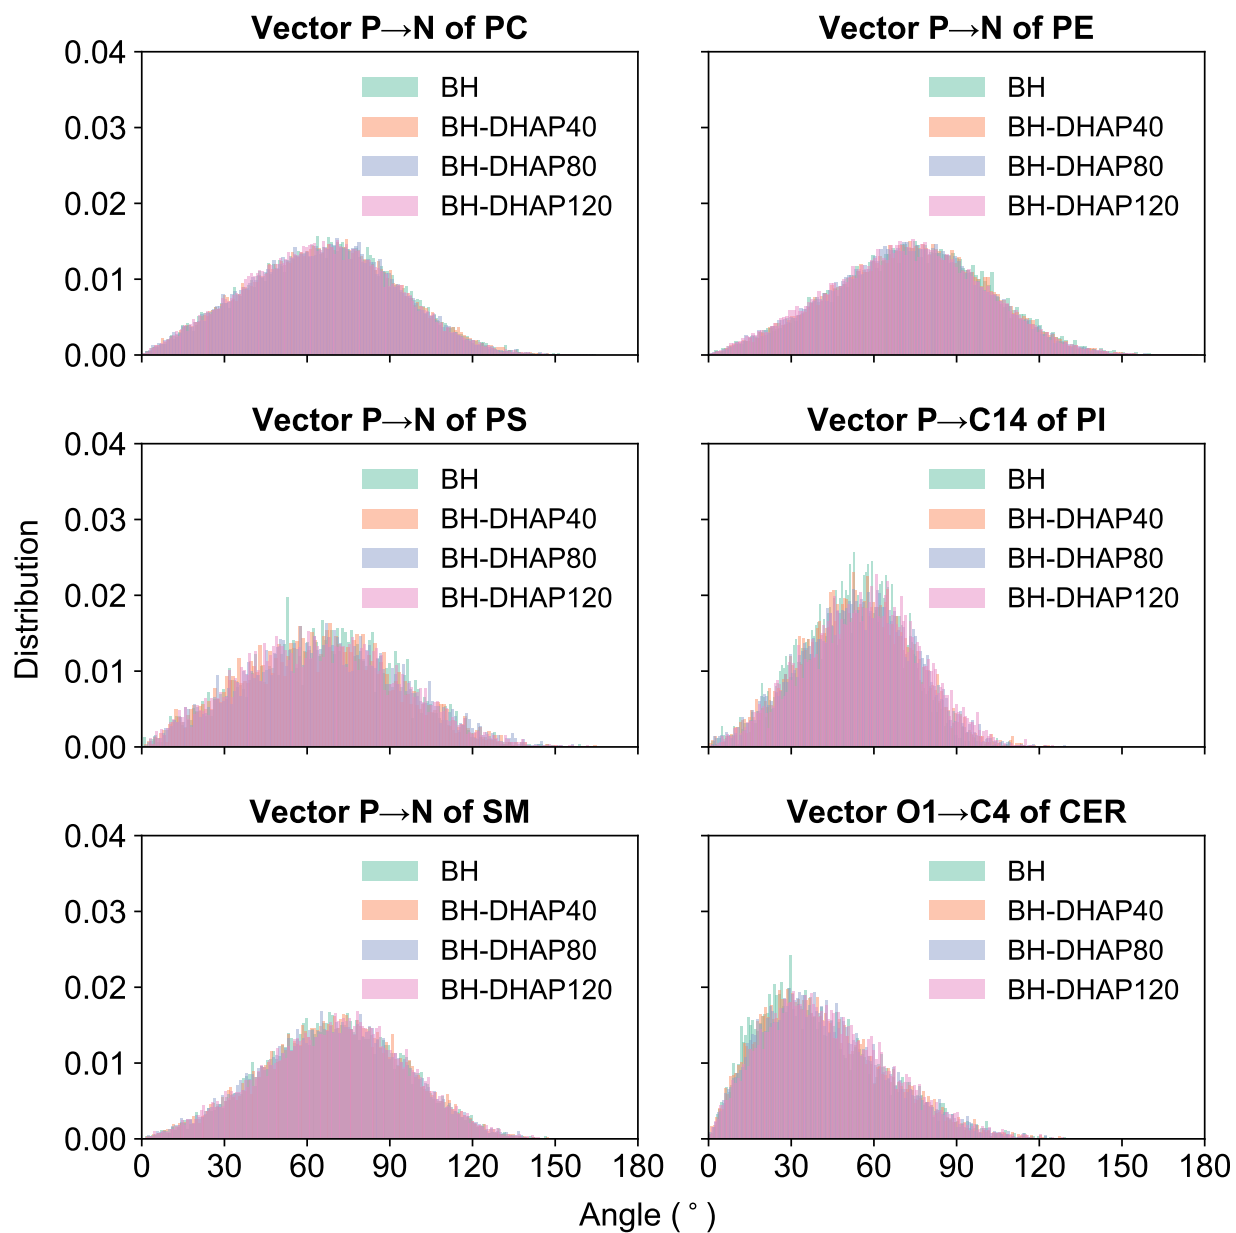 Vector P→N of PC
0.04
0.03
0.02
0.01
0.00
BH
BH-DHAP40
BH-DHAP80
BH-DHAP120
Vector P→N of PE
BH
BH-DHAP40
BH-DHAP80
BH-DHAP120
Vector P→N of PS
0.04
0.03
0.02
0.01
0.00
BH
BH-DHAP40
BH-DHAP80
BH-DHAP120
Vector P→C14 of PI
BH
BH-DHAP40
BH-DHAP80
BH-DHAP120
Distribution
Vector P→N of SM
0.04
0.03
0.02
0.01
0.00
BH
BH-DHAP40
BH-DHAP80
BH-DHAP120
0 30 60 90 120 150 180
Vector O1→C4 of CER
BH
BH-DHAP40
BH-DHAP80
BH-DHAP120
0 30 60 90 120 150 180
Angle (°)